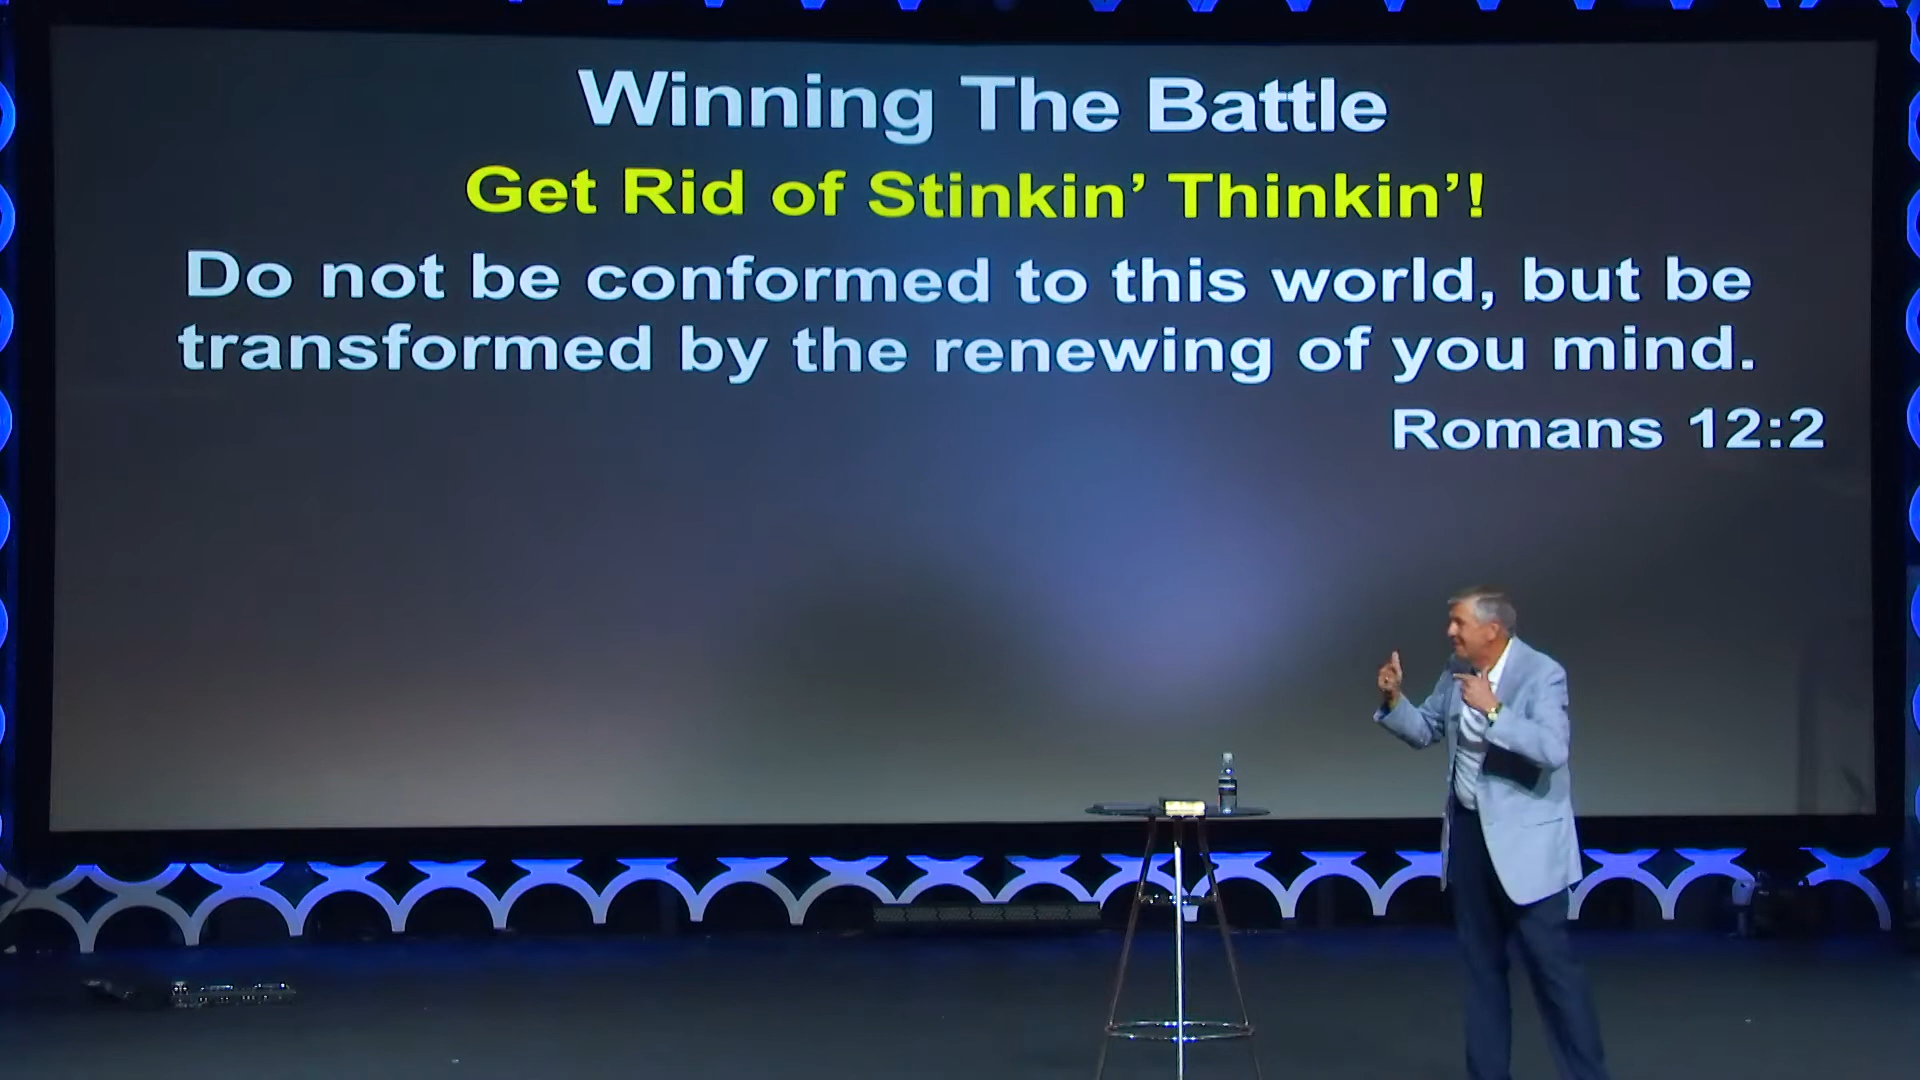 Winning The Battle
Get Rid of Stinkin’ Thinkin’!
Do not be conformed to this world, but be
transformed by the renewing of you mind.
Romans 12:2